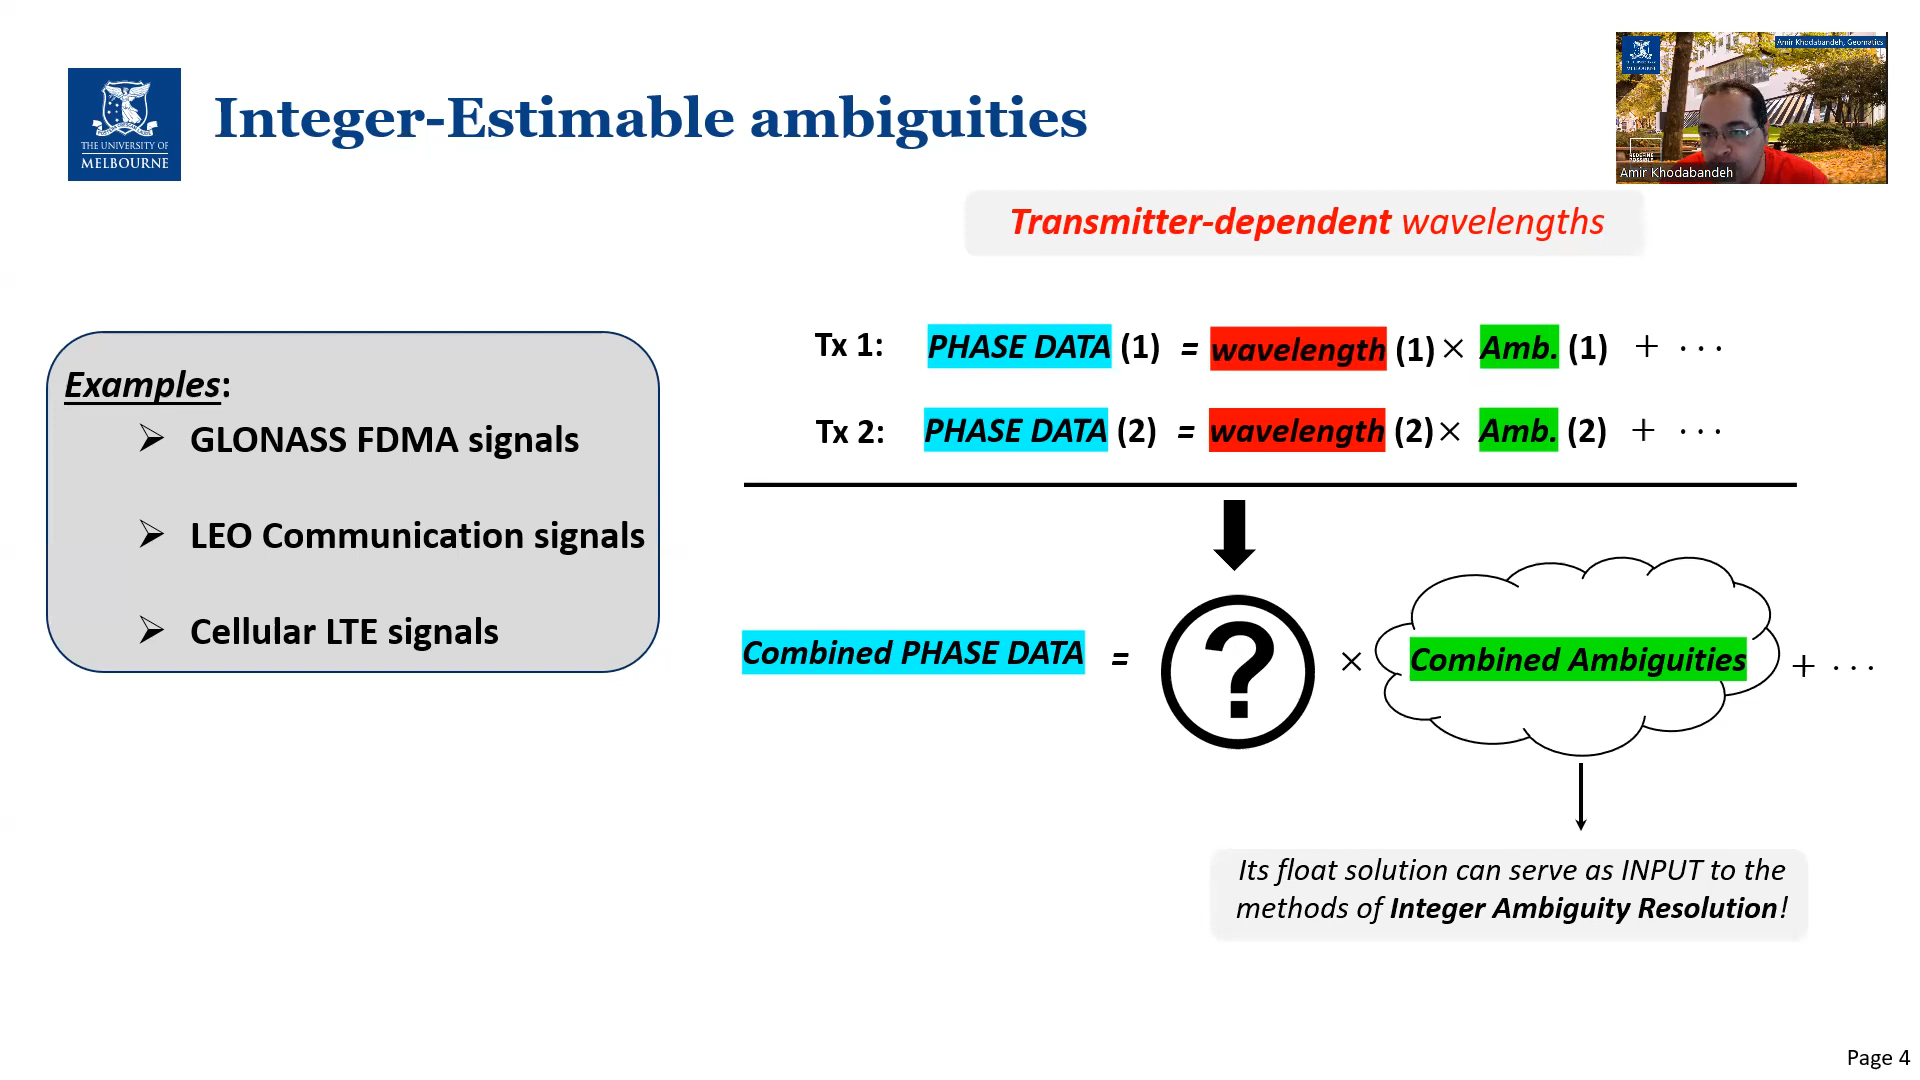 THE UNIVERSITY OF
MELBOURNE
Integer-Estimable ambiguities
Amir Khodabandeh, Geomatics
Amir Khodabandeh
Transmitter-dependent wavelengths
Examples:
➢ GLONASS FDMA signals
➢ LEO Communication signals
➢ Cellular LTE signals
Tx 1: PHASE DATA (1) = wavelength (1) × Amb. (1) + ···
Tx 2: PHASE DATA (2) = wavelength (2) × Amb. (2) + ···
Combined PHASE DATA = ? × Combined Ambiguities + ···
Its float solution can serve as INPUT to the
methods of Integer Ambiguity Resolution!
Page 4